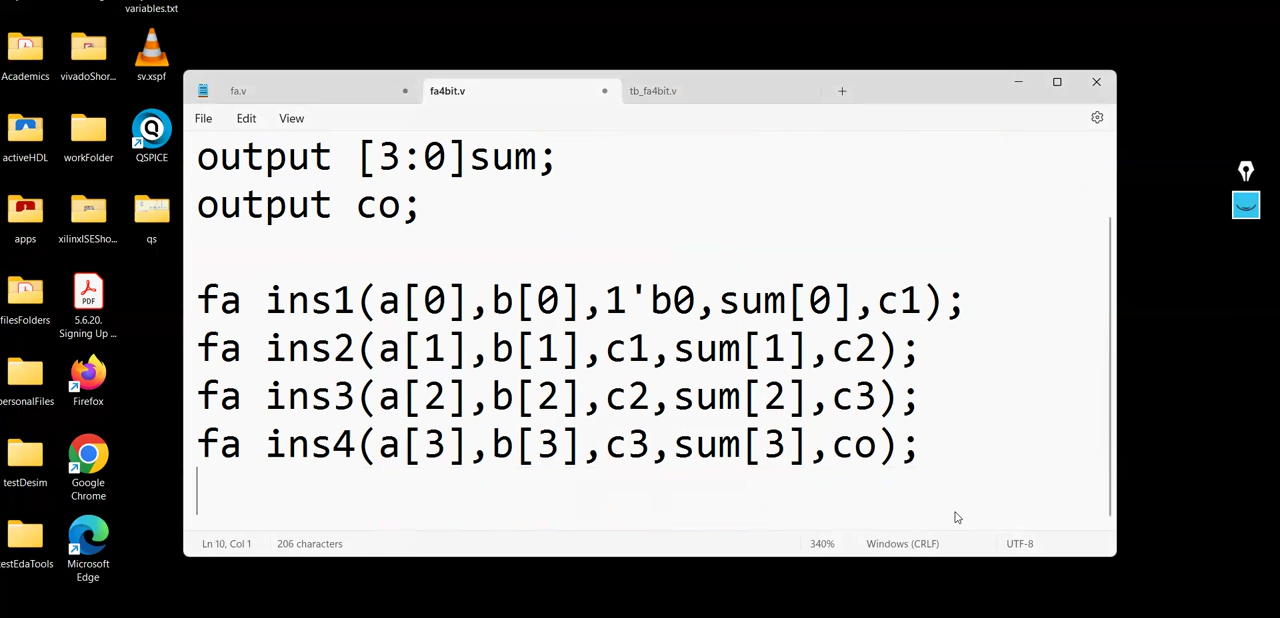 variables.txt
Academics
vivadoShor...
sv.xspf
activeHDL
workFolder
QSPICE
apps
xilinxISESho...
qs
filesFolders
5.6.20.
Signing Up ...
personalFiles
Firefox
testDesim
Google
Chrome
testEdaTools
Microsoft
Edge
fa.v
fa4bit.v
tb_fa4bit.v
File Edit View
output [3:0]sum;
output co;
fa ins1(a[0],b[0],1'b0,sum[0],c1);
fa ins2(a[1],b[1],c1,sum[1],c2);
fa ins3(a[2],b[2],c2,sum[2],c3);
fa ins4(a[3],b[3],c3,sum[3],co);
Ln 10, Col 1 206 characters 340% Windows (CRLF) UTF-8